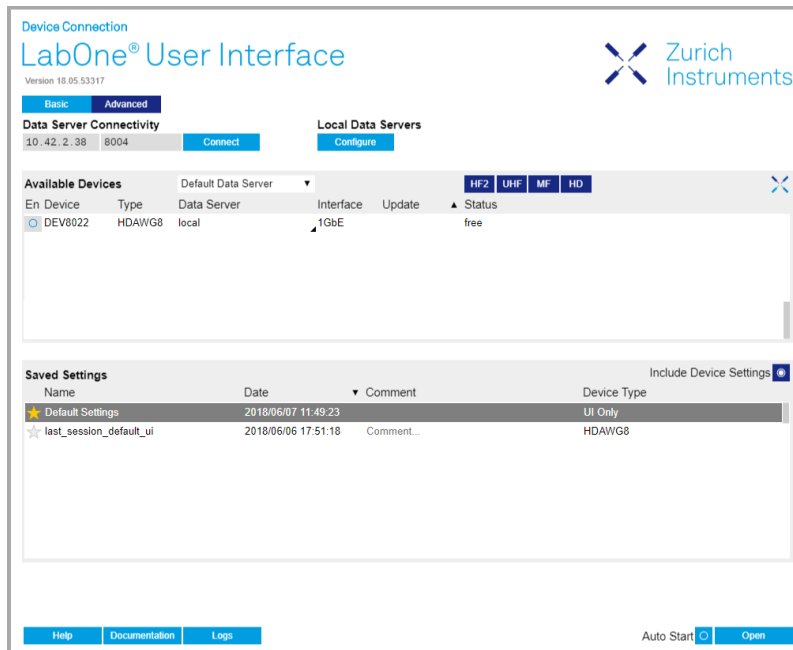 Device Connection
LabOne® User Interface
Zurich
Instruments
Version 18.05.53317
Basic Advanced
Data Server Connectivity Local Data Servers
10.42.2.38 8004 Connect Configure
Available Devices Default Data Server ▼ HF2 UHF MF HD
En Device Type Data Server Interface Update ▲ Status
DEV8022 HDAWG8 local 1GbE free
Saved Settings Include Device Settings
Name Date ▼ Comment Device Type
Default Settings 2018/06/07 11:49:23 UI Only
last_session_default_ui 2018/06/06 17:51:18 Comment... HDAWG8
Help Documentation Logs Auto Start Open